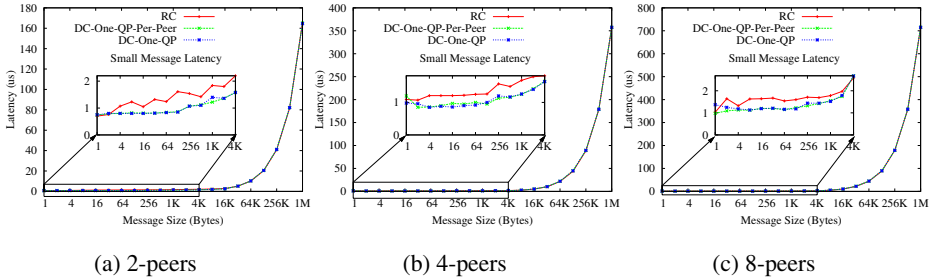 RC
DC-One-QP-Per-Peer
DC-One-QP
Small Message Latency
Latency (us)
180
160
140
120
100
80
60
40
20
0
2
1
0
1 4 16 64 256 1K 4K
1 4 16 64 256 1K 4K 16K 64K 256K 1M
Message Size (Bytes)
(a) 2-peers
RC
DC-One-QP-Per-Peer
DC-One-QP
Small Message Latency
Latency (us)
400
350
300
250
200
150
100
50
0
1
0
1 4 16 64 256 1K 4K
1 4 16 64 256 1K 4K 16K 64K 256K 1M
Message Size (Bytes)
(b) 4-peers
RC
DC-One-QP-Per-Peer
DC-One-QP
Small Message Latency
Latency (us)
800
700
600
500
400
300
200
100
0
2
1
0
1 4 16 64 256 1K 4K
1 4 16 64 256 1K 4K 16K 64K 256K 1M
Message Size (Bytes)
(c) 8-peers